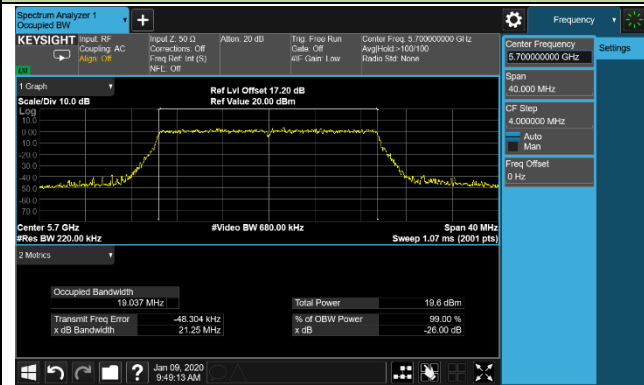 Spectrum Analyzer 1
Occupied BW
Frequency
KEYSIGHT
Input: RF
Coupling: AC
Align: Off
Input Z: 50 Ω
Corrections: Off
Freq Ref: Int (S)
NFE: Off
Atten: 20 dB
Trig: Free Run
Gate: Off
#IF Gain: Low
Center Freq: 5.700000000 GHz
Avg|Hold:>100/100
Radio Std: None
LXI
Center Frequency
5.700000000 GHz
Settings
Span
40.000 MHz
CF Step
4.000000 MHz
Auto
Man
Freq Offset
0 Hz
1 Graph
Scale/Div 10.0 dB
Ref Lvl Offset 17.20 dB
Ref Value 20.00 dBm
Log
10.0
0.00
-10.0
-20.0
-30.0
-40.0
-50.0
-60.0
-70.0
Center 5.7 GHz
#Video BW 680.00 kHz
Span 40 MHz
#Res BW 220.00 kHz
Sweep 1.07 ms (2001 pts)
2 Metrics
Occupied Bandwidth
19.037 MHz
Total Power
19.6 dBm
Transmit Freq Error
-48.304 kHz
% of OBW Power
99.00 %
x dB Bandwidth
21.25 MHz
x dB
-26.00 dB
?
Jan 09, 2020
9:49:13 AM